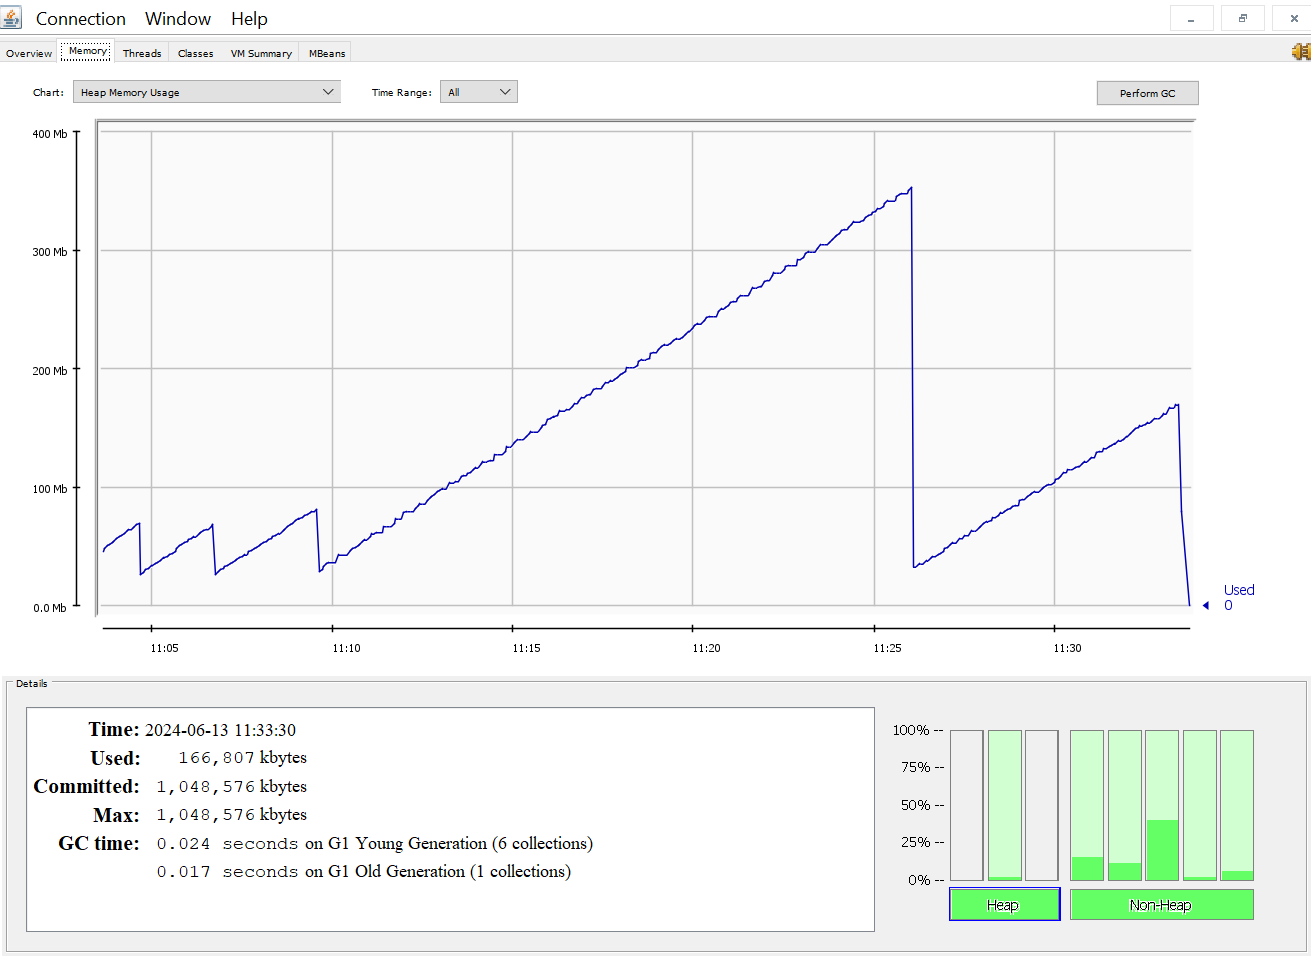 Connection Window Help
Overview Memory Threads Classes VM Summary MBeans
Chart: Heap Memory Usage Time Range: All Perform GC
400 Mb
300 Mb
200 Mb
100 Mb
0.0 Mb
Used
0
11:05 11:10 11:15 11:20 11:25 11:30
Details
Time: 2024-06-13 11:33:30
Used: 166,807 kbytes
Committed: 1,048,576 kbytes
Max: 1,048,576 kbytes
GC time: 0.024 seconds on G1 Young Generation (6 collections)
0.017 seconds on G1 Old Generation (1 collections)
100% --
75% --
50% --
25% --
0% --
Heap Non-Heap